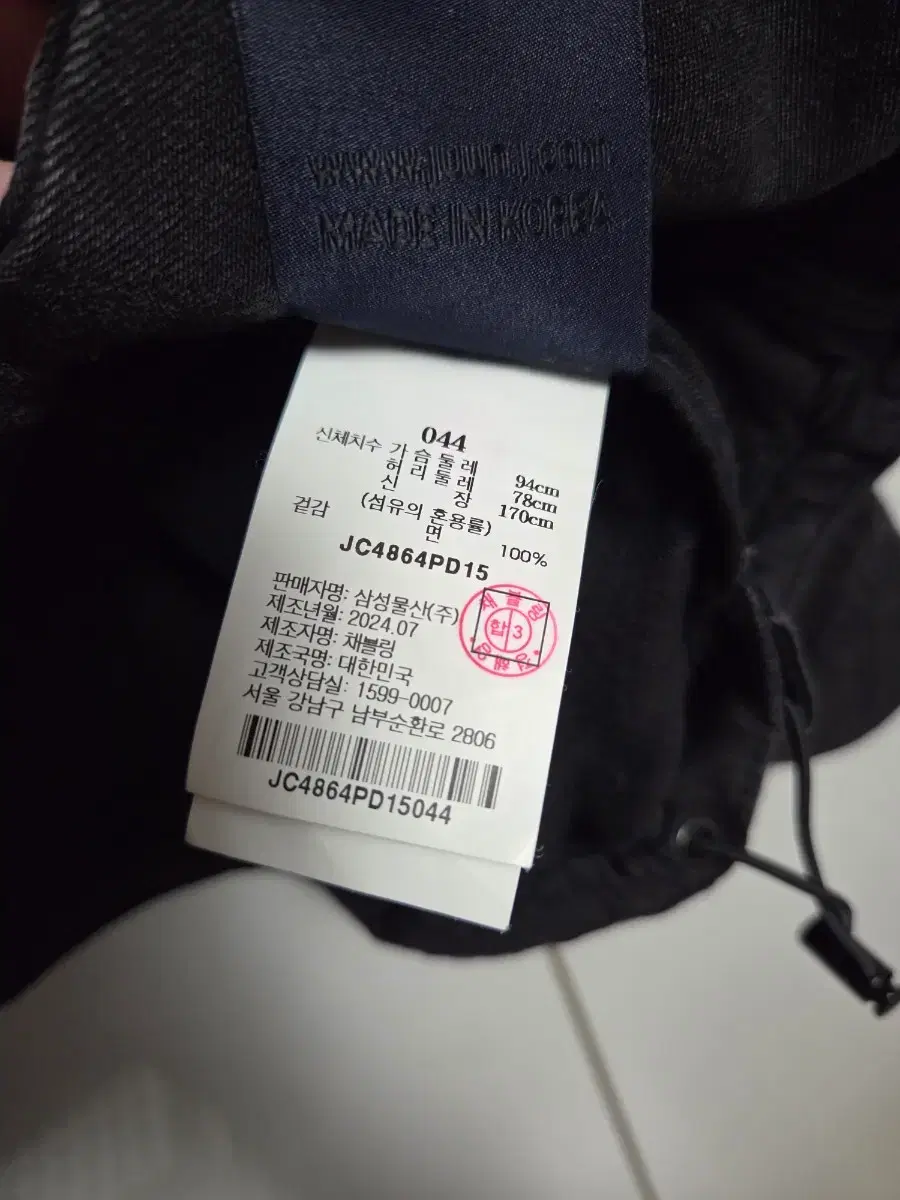 www.juunj.com
MADE IN KOREA
044
신체치수 가슴둘레 94cm
허리둘레 78cm
신 장 170cm
(섬유의 혼용률)
겉감 면 100%
JC4864PD15
판매자명: 삼성물산(주)
제조년월: 2024.07
제조자명: 채블링
제조국명: 대한민국
고객상담실: 1599-0007
서울 강남구 남부순환로 2806
합 3
JC4864PD15044